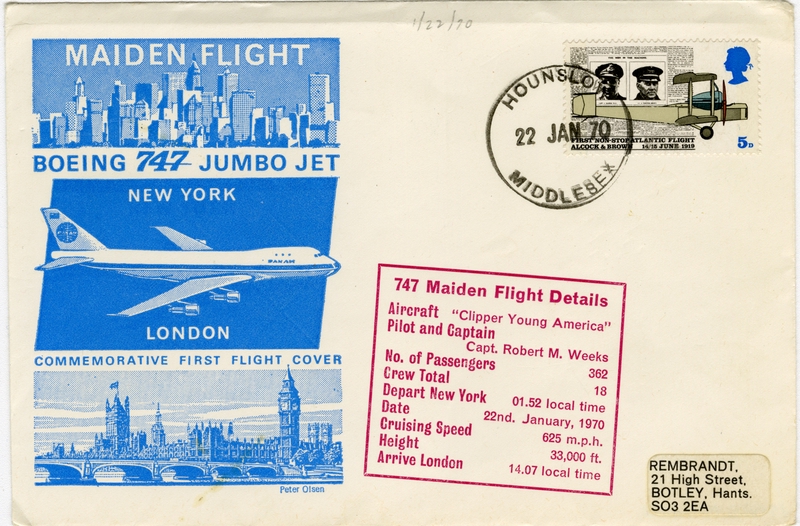 1/22/70
MAIDEN FLIGHT
BOEING 747 JUMBO JET
NEW YORK
PAN AM
LONDON
COMMEMORATIVE FIRST FLIGHT COVER
Peter Olsen
HOUNSLOW
22 JAN. 70
MIDDLESEX
FIRST NON-STOP ATLANTIC FLIGHT
ALCOCK & BROWN 14/15 JUNE 1919
5D
747 Maiden Flight Details
Aircraft "Clipper Young America"
Pilot and Captain
Capt. Robert M. Weeks
No. of Passengers 362
Crew Total 18
Depart New York 01.52 local time
Date 22nd. January, 1970
Cruising Speed 625 m.p.h.
Height 33,000 ft.
Arrive London 14.07 local time
REMBRANDT,
21 High Street,
BOTLEY, Hants.
SO3 2EA